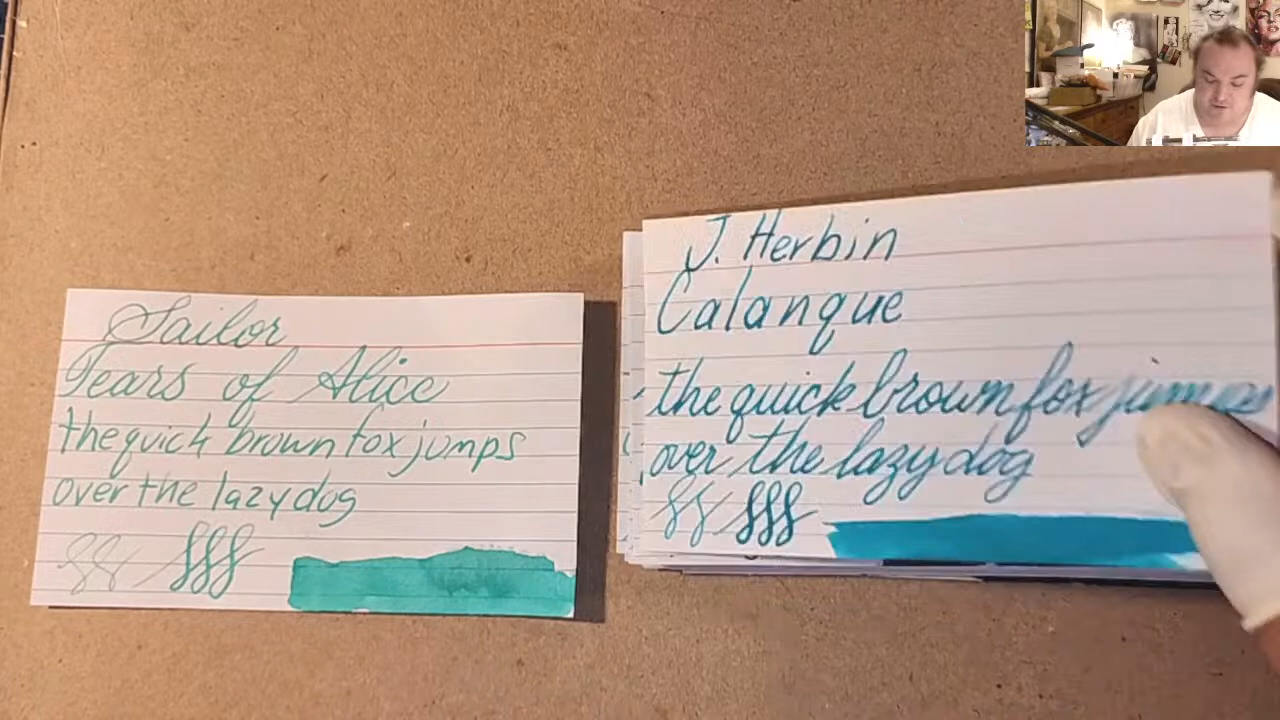 Sailor
Tears of Alice
the quick brown fox jumps
over the lazy dog
J. Herbin
Calanque
the quick brown fox jumps
over the lazy dog